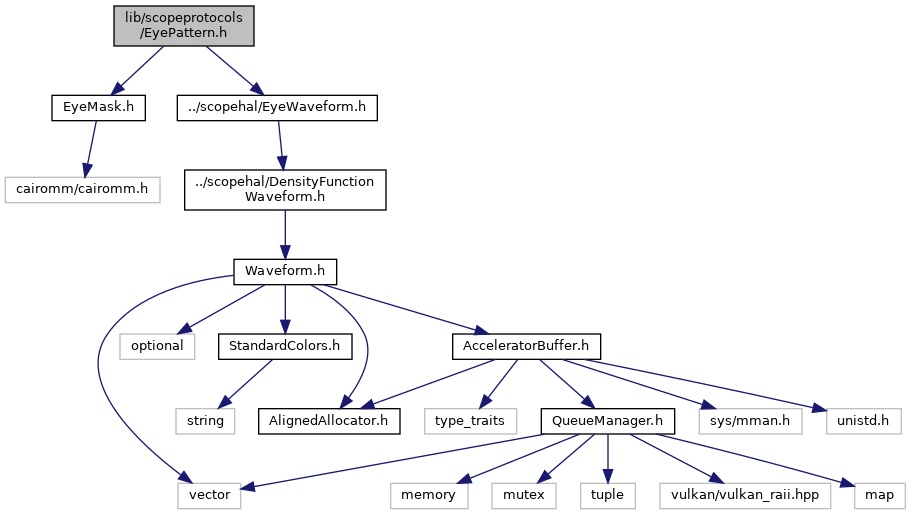 lib/scopeprotocols
/EyePattern.h
EyeMask.h
../scopehal/EyeWaveform.h
cairomm/cairomm.h
../scopehal/DensityFunction
Waveform.h
Waveform.h
optional
StandardColors.h
AcceleratorBuffer.h
string
AlignedAllocator.h
type_traits
QueueManager.h
sys/mman.h
unistd.h
vector
memory
mutex
tuple
vulkan/vulkan_raii.hpp
map